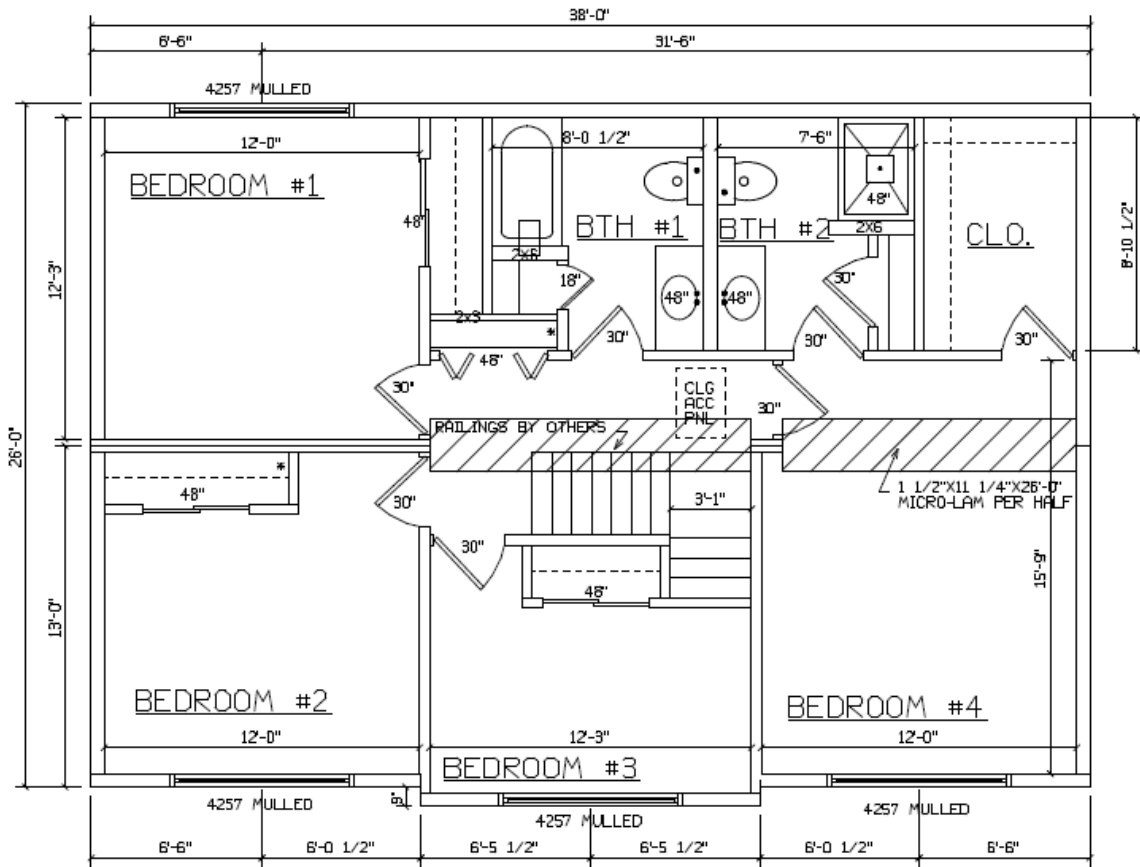 38'-0"
6'-6"
31'-6"
4257 MULLED
12'-0"
8'-0 1/2"
7'-6"
BEDROOM #1
48"
48"
BTH #1
BTH #2
2X6
CLO.
8'-10 1/2"
2X6
12'-3"
18"
30"
48"
48"
2x3
*
30"
30"
30"
48"
30"
CLG
ACC
PNL
30"
RAILINGS BY OTHERS
26'-0"
*
48"
30"
3'-1"
1 1/2"X11 1/4"X26'-0"
MICRO-LAM PER HALF
30"
48"
15'-9"
13'-0"
BEDROOM #2
BEDROOM #4
12'-0"
12'-3"
12'-0"
BEDROOM #3
9"
4257 MULLED
4257 MULLED
4257 MULLED
6'-6"
6'-0 1/2"
6'-5 1/2"
6'-5 1/2"
6'-0 1/2"
6'-6"